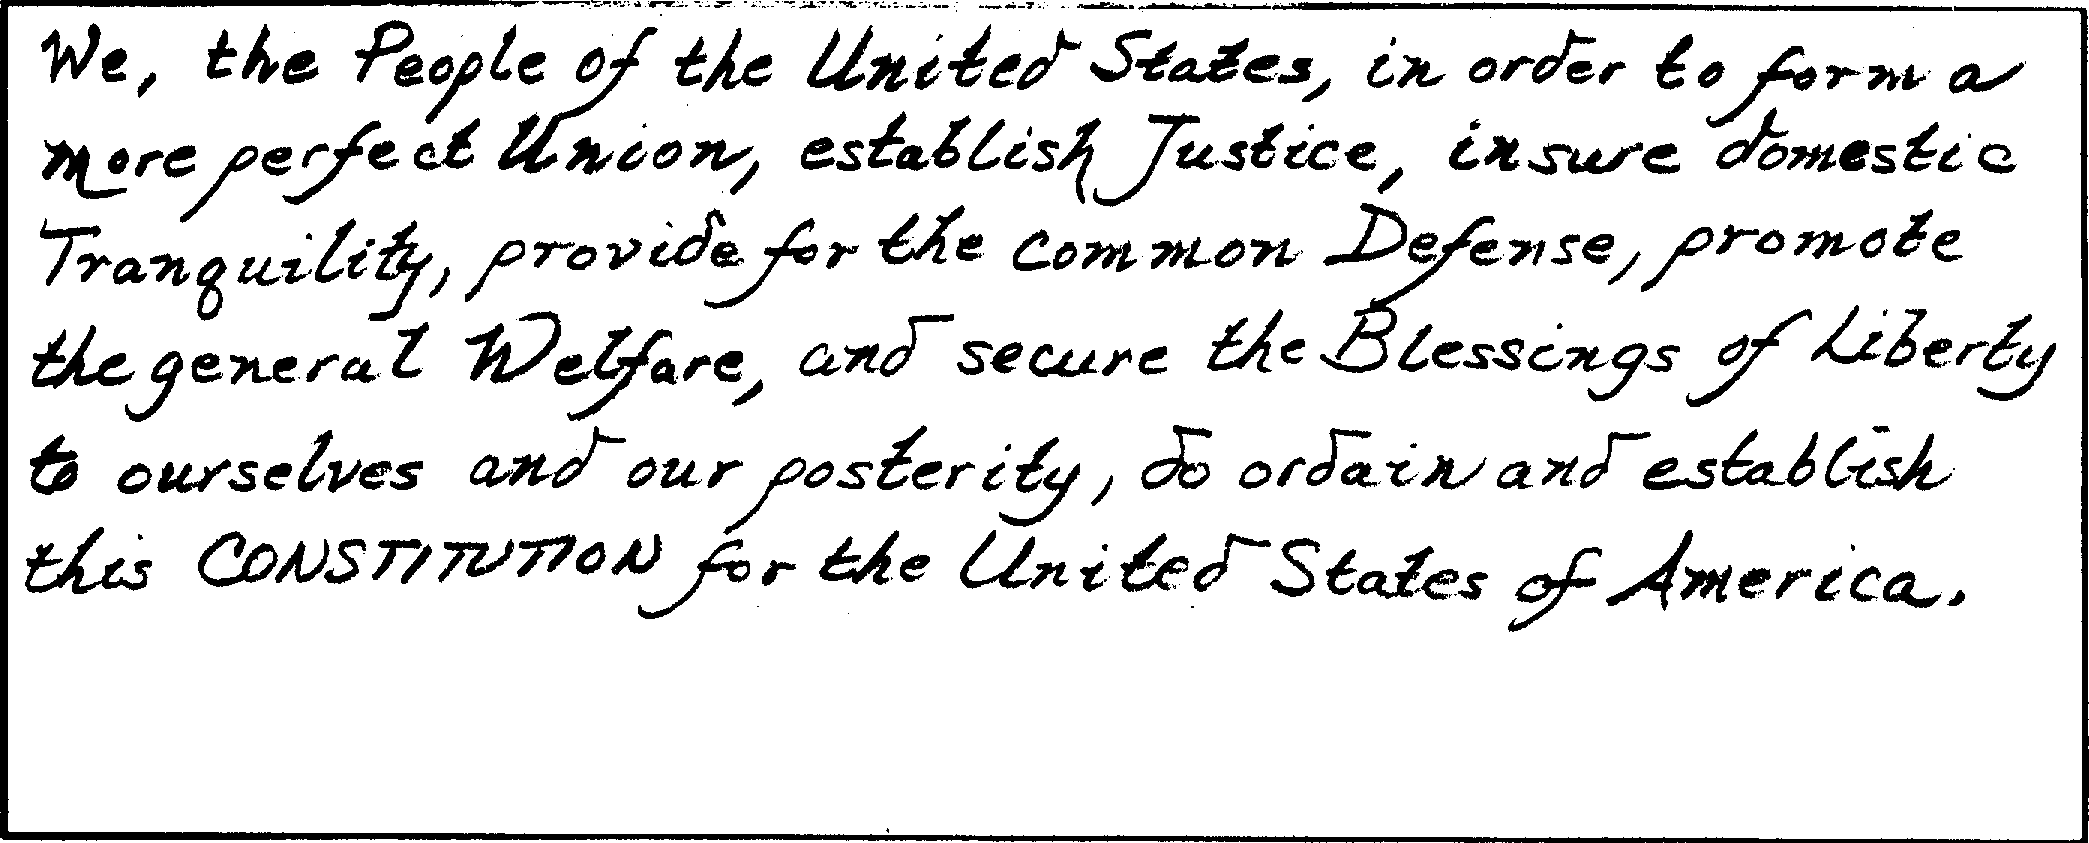 We, the People of the United States, in order to form a
more perfect Union, establish Justice, insure domestic
Tranquility, provide for the common Defense, promote
the general Welfare, and secure the Blessings of Liberty
to ourselves and our posterity, do ordain and establish
this CONSTITUTION for the United States of America.